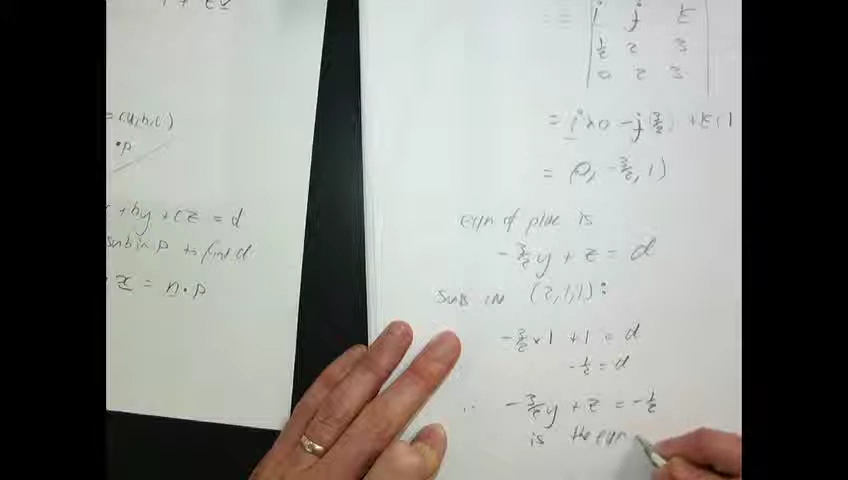 = (a, b, c)
• p
+ by + cz = d
sub in p to find d
x = n • p
= | i j k
½ 2 3
0 2 3 |
= i×0 - j(3/2) + k(1
= (0, -3/2, 1)
eqn of plane is
-3/2 y + z = d
sub in (2,1,1):
-3/2 × 1 + 1 = d
-½ = d
∴ -3/2 y + z = -½
is the eqn